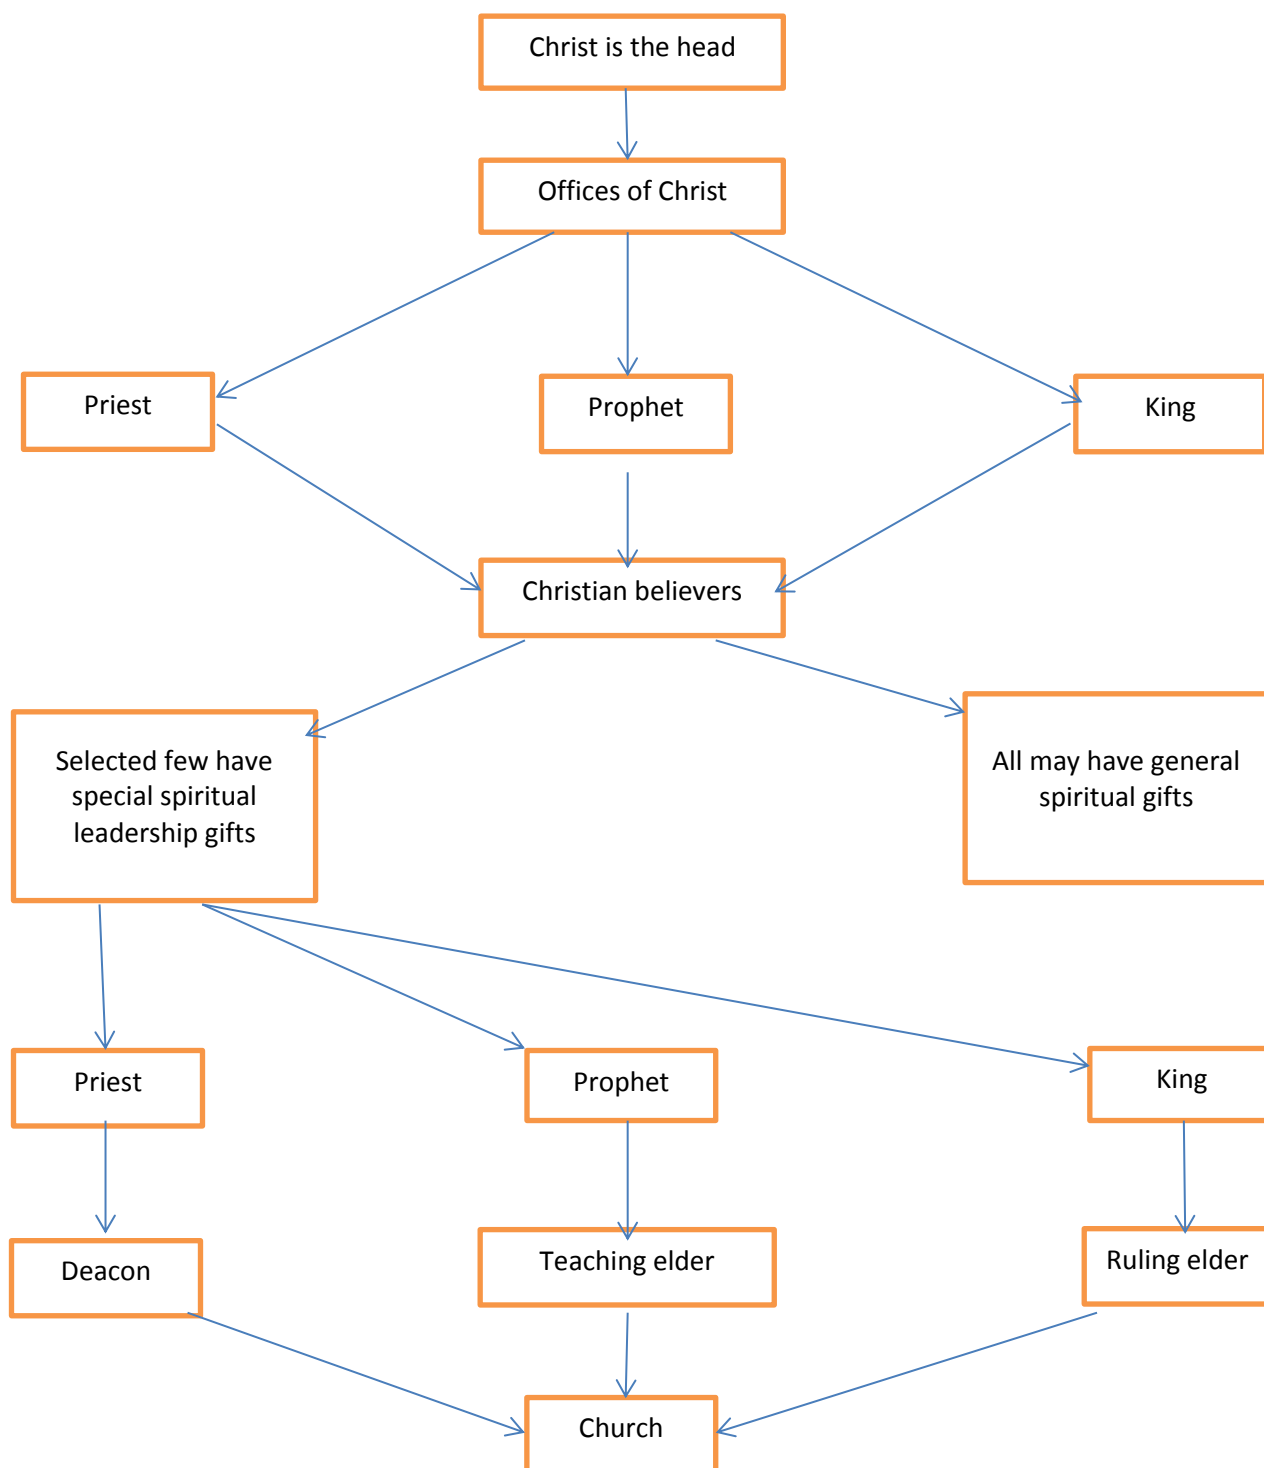 Christ is the head
Offices of Christ
Priest
Prophet
King
Christian believers
Selected few have
special spiritual
leadership gifts
All may have general
spiritual gifts
Priest
Prophet
King
Deacon
Teaching elder
Ruling elder
Church